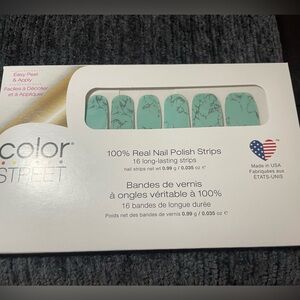 Easy Peel
& Apply
Faciles à Décoller
et à Appliquer
color
STREET
100% Real Nail Polish Strips
16 long-lasting strips
nail strips net wt 0.99 g / 0.035 oz ℮
Bandes de vernis
à ongles véritable à 100%
16 bandes de longue durée
Poids net des bandes de vernis 0.99 g / 0.035 oz ℮
Made in USA
Fabriquées aux
ÉTATS-UNIS